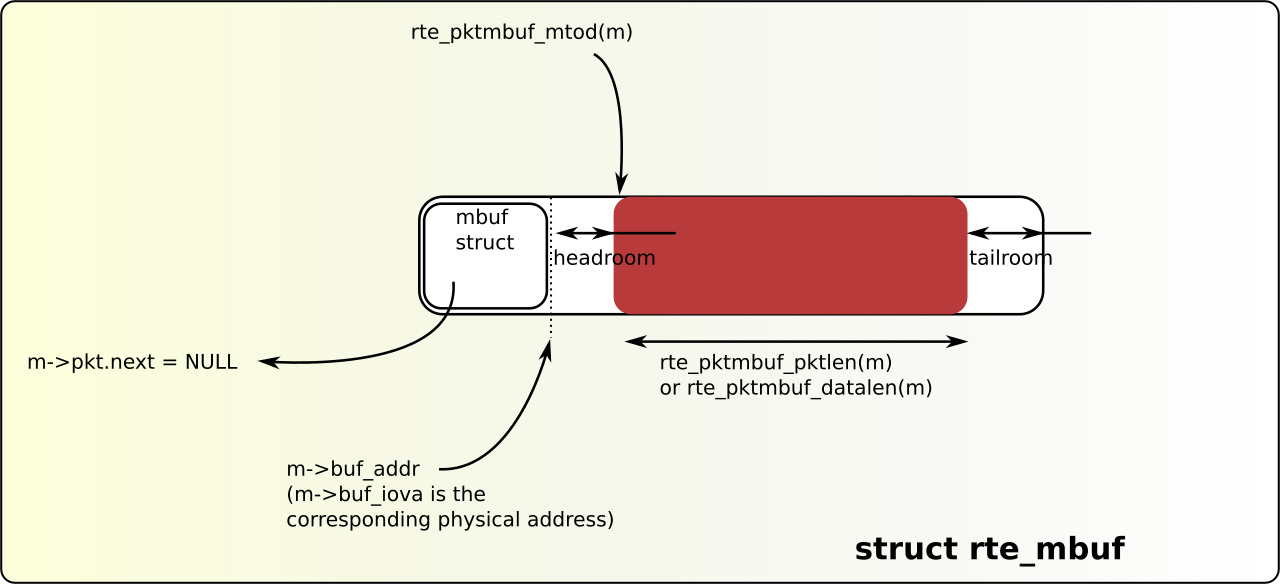 rte_pktmbuf_mtod(m)
mbuf
struct
headroom
tailroom
m->pkt.next = NULL
rte_pktmbuf_pktlen(m)
or rte_pktmbuf_datalen(m)
m->buf_addr
(m->buf_iova is the
corresponding physical address)
struct rte_mbuf